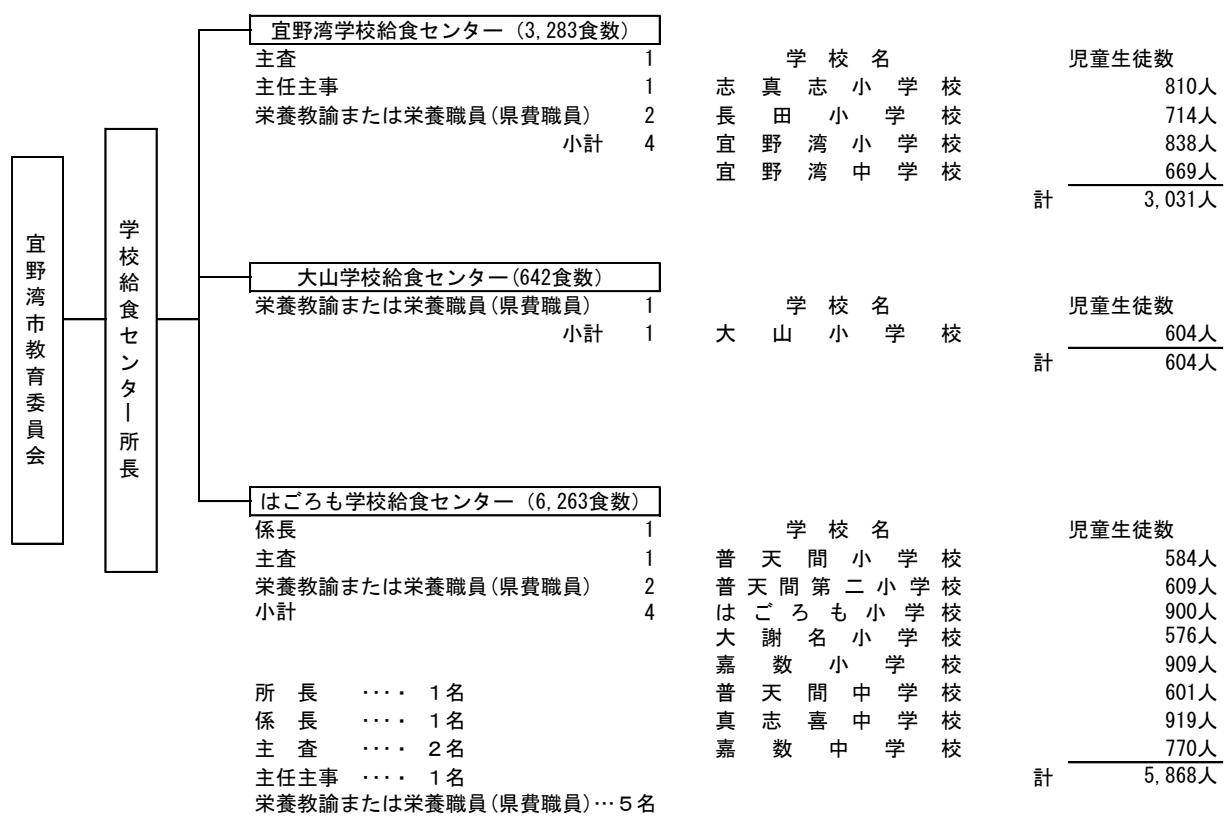 宜野湾市教育委員会
学校給食センター所長
宜野湾学校給食センター（3,283食数）
主査 1
主任主事 1
栄養教諭または栄養職員(県費職員) 2
小計 4
学校名 児童生徒数
志真志小学校 810人
長田小学校 714人
宜野湾小学校 838人
宜野湾中学校 669人
計 3,031人
大山学校給食センター(642食数)
栄養教諭または栄養職員(県費職員) 1
小計 1
学校名 児童生徒数
大山小学校 604人
計 604人
はごろも学校給食センター（6,263食数）
係長 1
主査 1
栄養教諭または栄養職員(県費職員) 2
小計 4
学校名 児童生徒数
普天間小学校 584人
普天間第二小学校 609人
はごろも小学校 900人
大謝名小学校 576人
嘉数小学校 909人
普天間中学校 601人
真志喜中学校 919人
嘉数中学校 770人
計 5,868人
所長 ‥‥ １名
係長 ‥‥ １名
主査 ‥‥ ２名
主任主事 ‥‥ １名
栄養教諭または栄養職員(県費職員)…５名